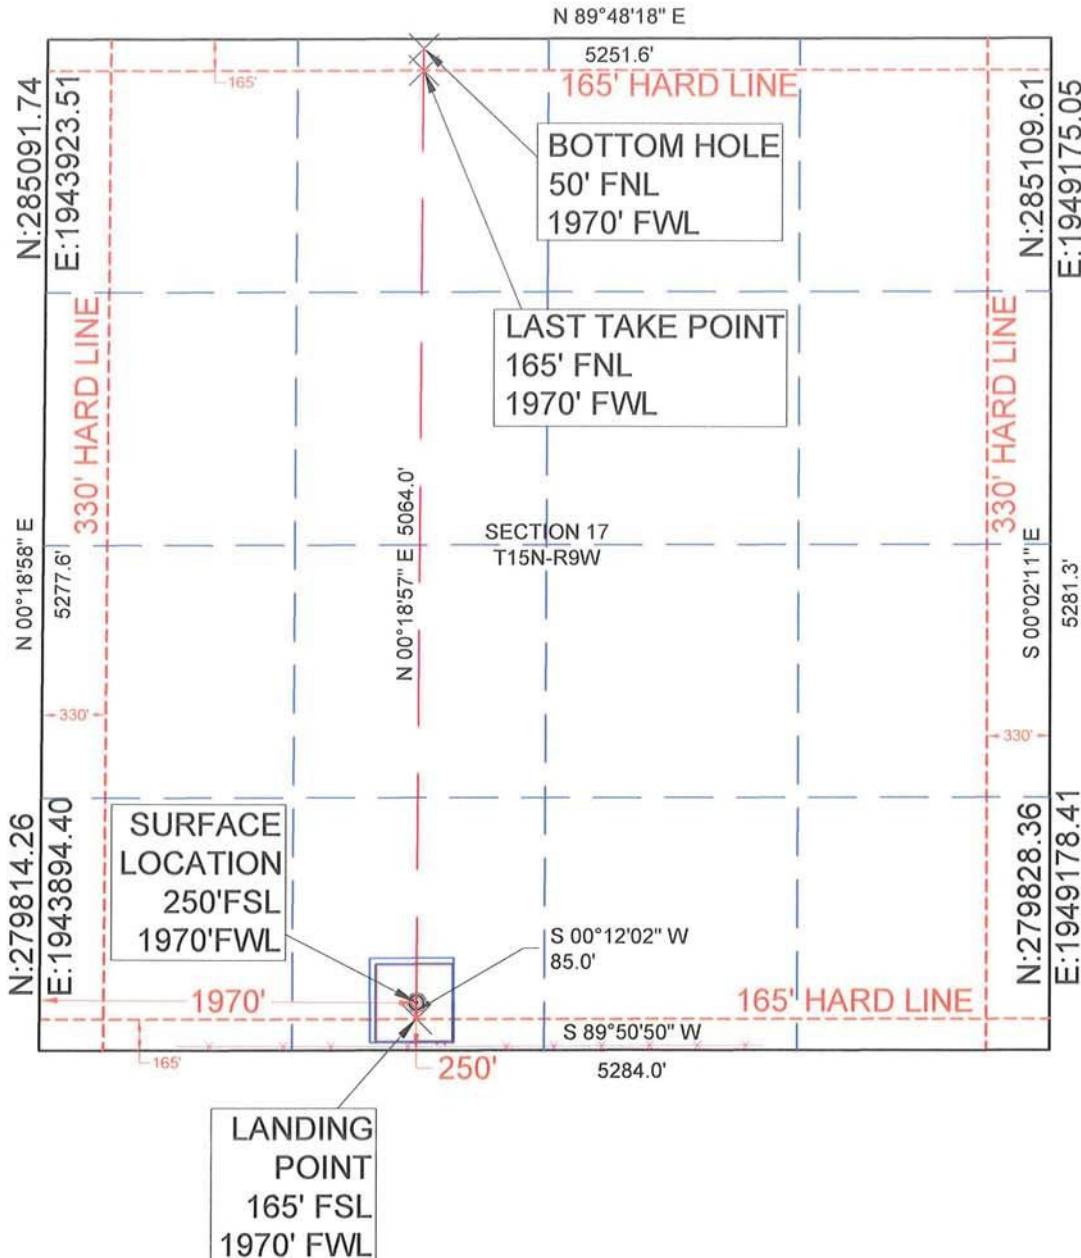 N 89°48'18" E
5251.6'
165'
165' HARD LINE
N:285091.74
E:1943923.51
N:285109.61
E:1949175.05
BOTTOM HOLE
50' FNL
1970' FWL
LAST TAKE POINT
165' FNL
1970' FWL
330' HARD LINE
330' HARD LINE
N 00°18'58" E
5277.6'
N 00°18'57" E 5064.0'
SECTION 17
T15N-R9W
S 00°02'11" E
5281.3'
330'
330'
N:279814.26
E:1943894.40
SURFACE
LOCATION
250'FSL
1970'FWL
S 00°12'02" W
85.0'
N:279828.36
E:1949178.41
1970'
165' HARD LINE
S 89°50'50" W
5284.0'
165'
250'
LANDING
POINT
165' FSL
1970' FWL